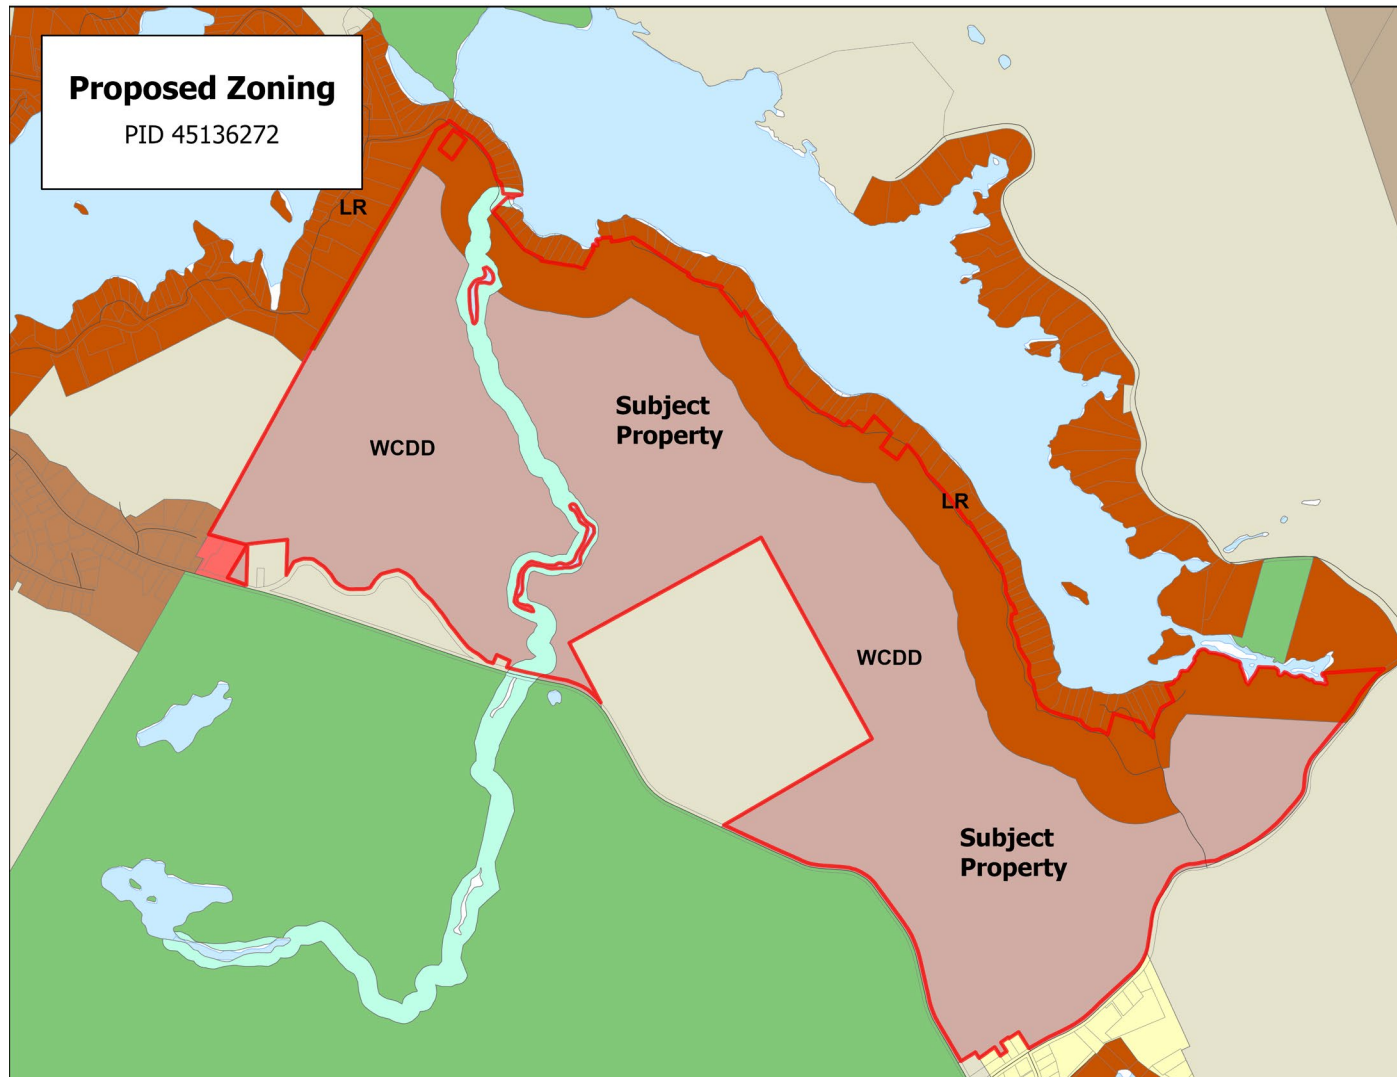 Proposed Zoning
PID 45136272
LR
Subject
Property
WCDD
LR
WCDD
Subject
Property